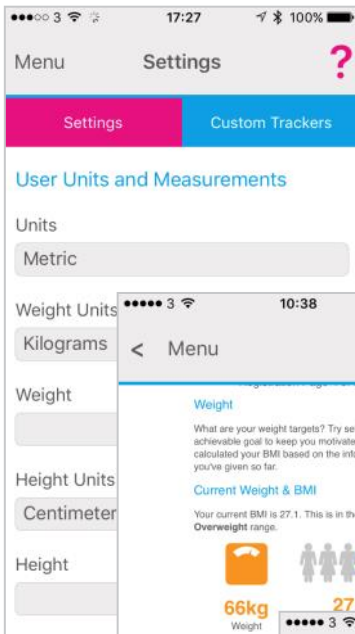 3 17:27 100%
Menu Settings ?
Settings Custom Trackers
User Units and Measurements
Units
Metric
Weight Units
Kilograms
Weight
Height Units
Centimeter
Height
3 10:38
< Menu
Weight
What are your weight targets? Try se
achievable goal to keep you motivate
calculated your BMI based on the info
you've given so far.
Current Weight & BMI
Your current BMI is 27.1. This is in the
Overweight range.
66kg 27
Weight
3